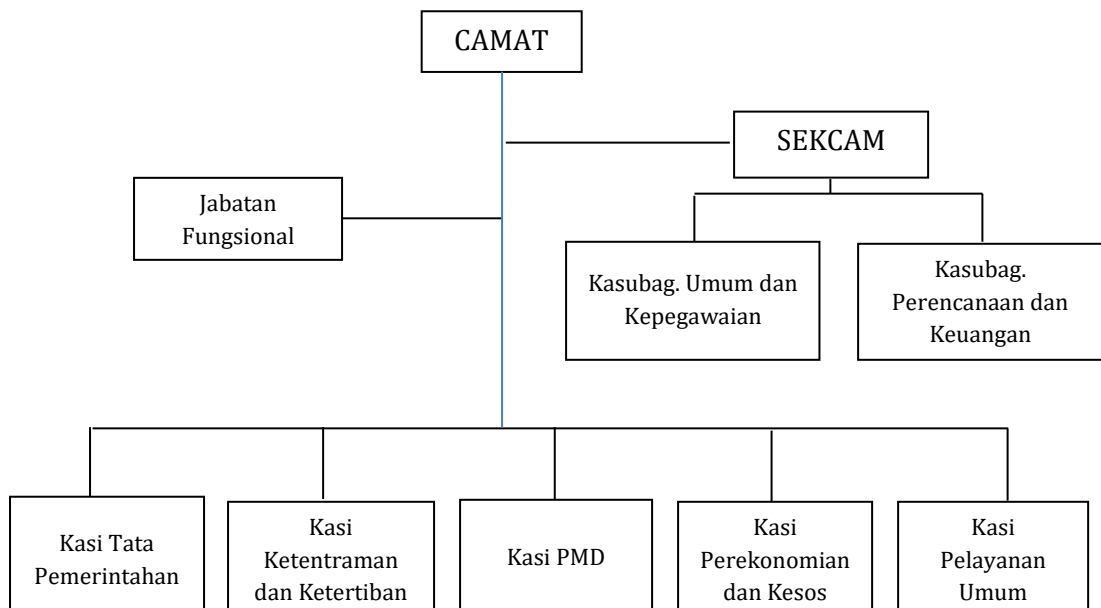 CAMAT
SEKCAM
Jabatan
Fungsional
Kasubag. Umum dan
Kepegawaian
Kasubag.
Perencanaan dan
Keuangan
Kasi Tata
Pemerintahan
Kasi
Ketentraman
dan Ketertiban
Kasi PMD
Kasi
Perekonomian
dan Kesos
Kasi
Pelayanan
Umum